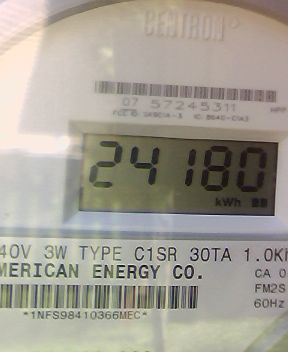 CENTRON
07 57245311
24180
kWh
40V 3W TYPE C1SR 30TA 1.0Kh
MERICAN ENERGY CO.
CA 0
FM2S
60Hz
*1NFS98410366MEC*